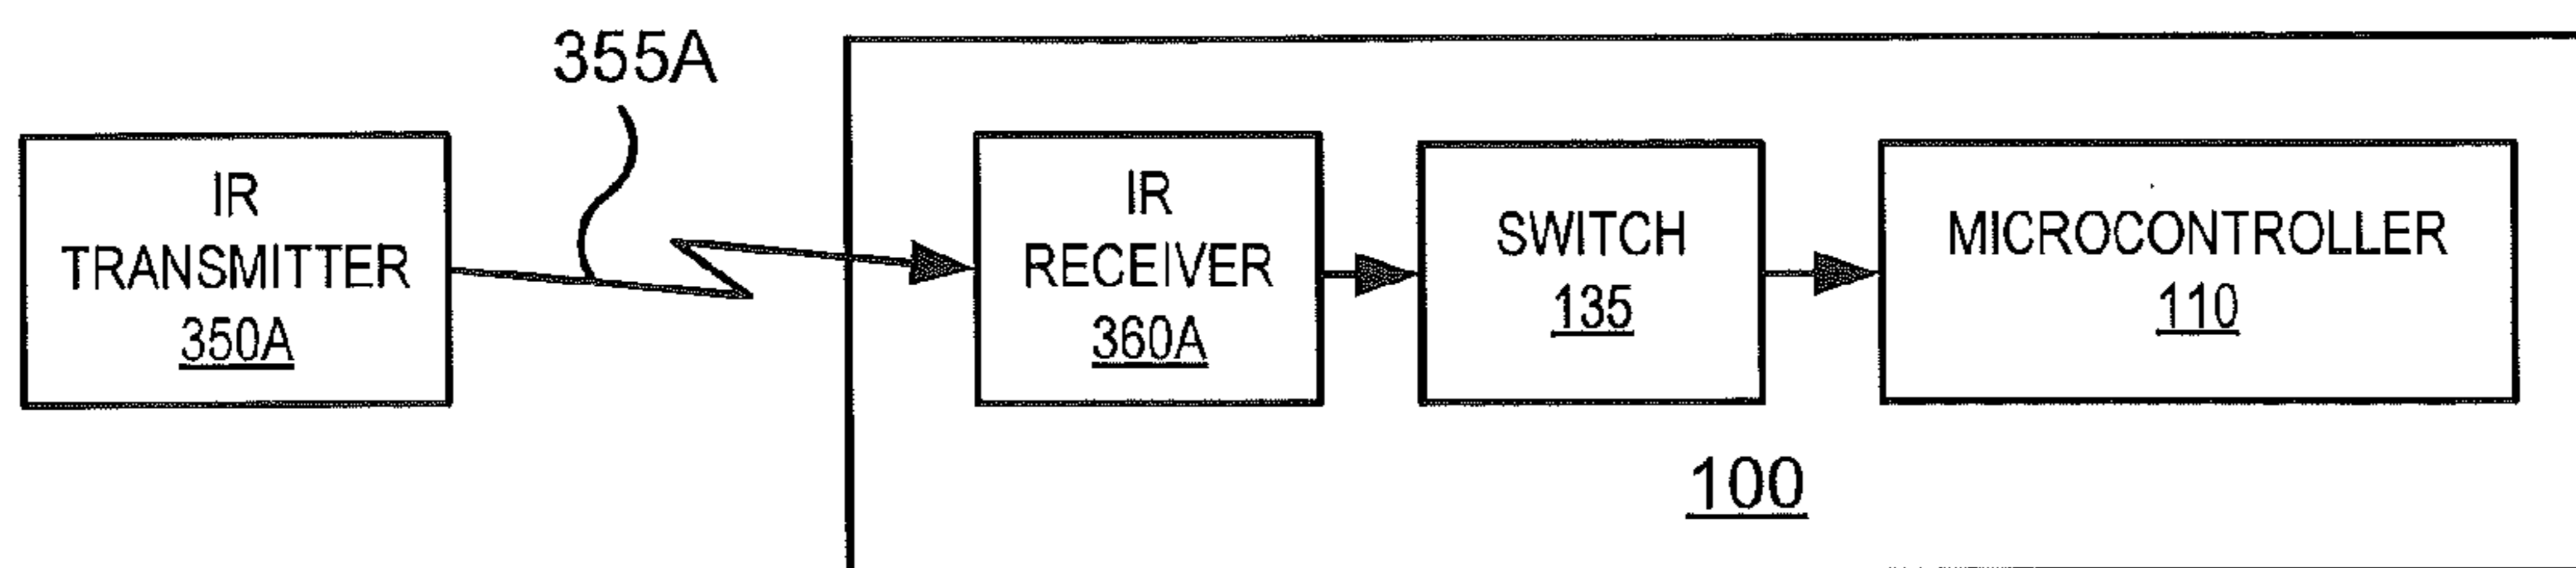 355A
IR
TRANSMITTER
350A
IR
RECEIVER
360A
SWITCH
135
MICROCONTROLLER
110
100